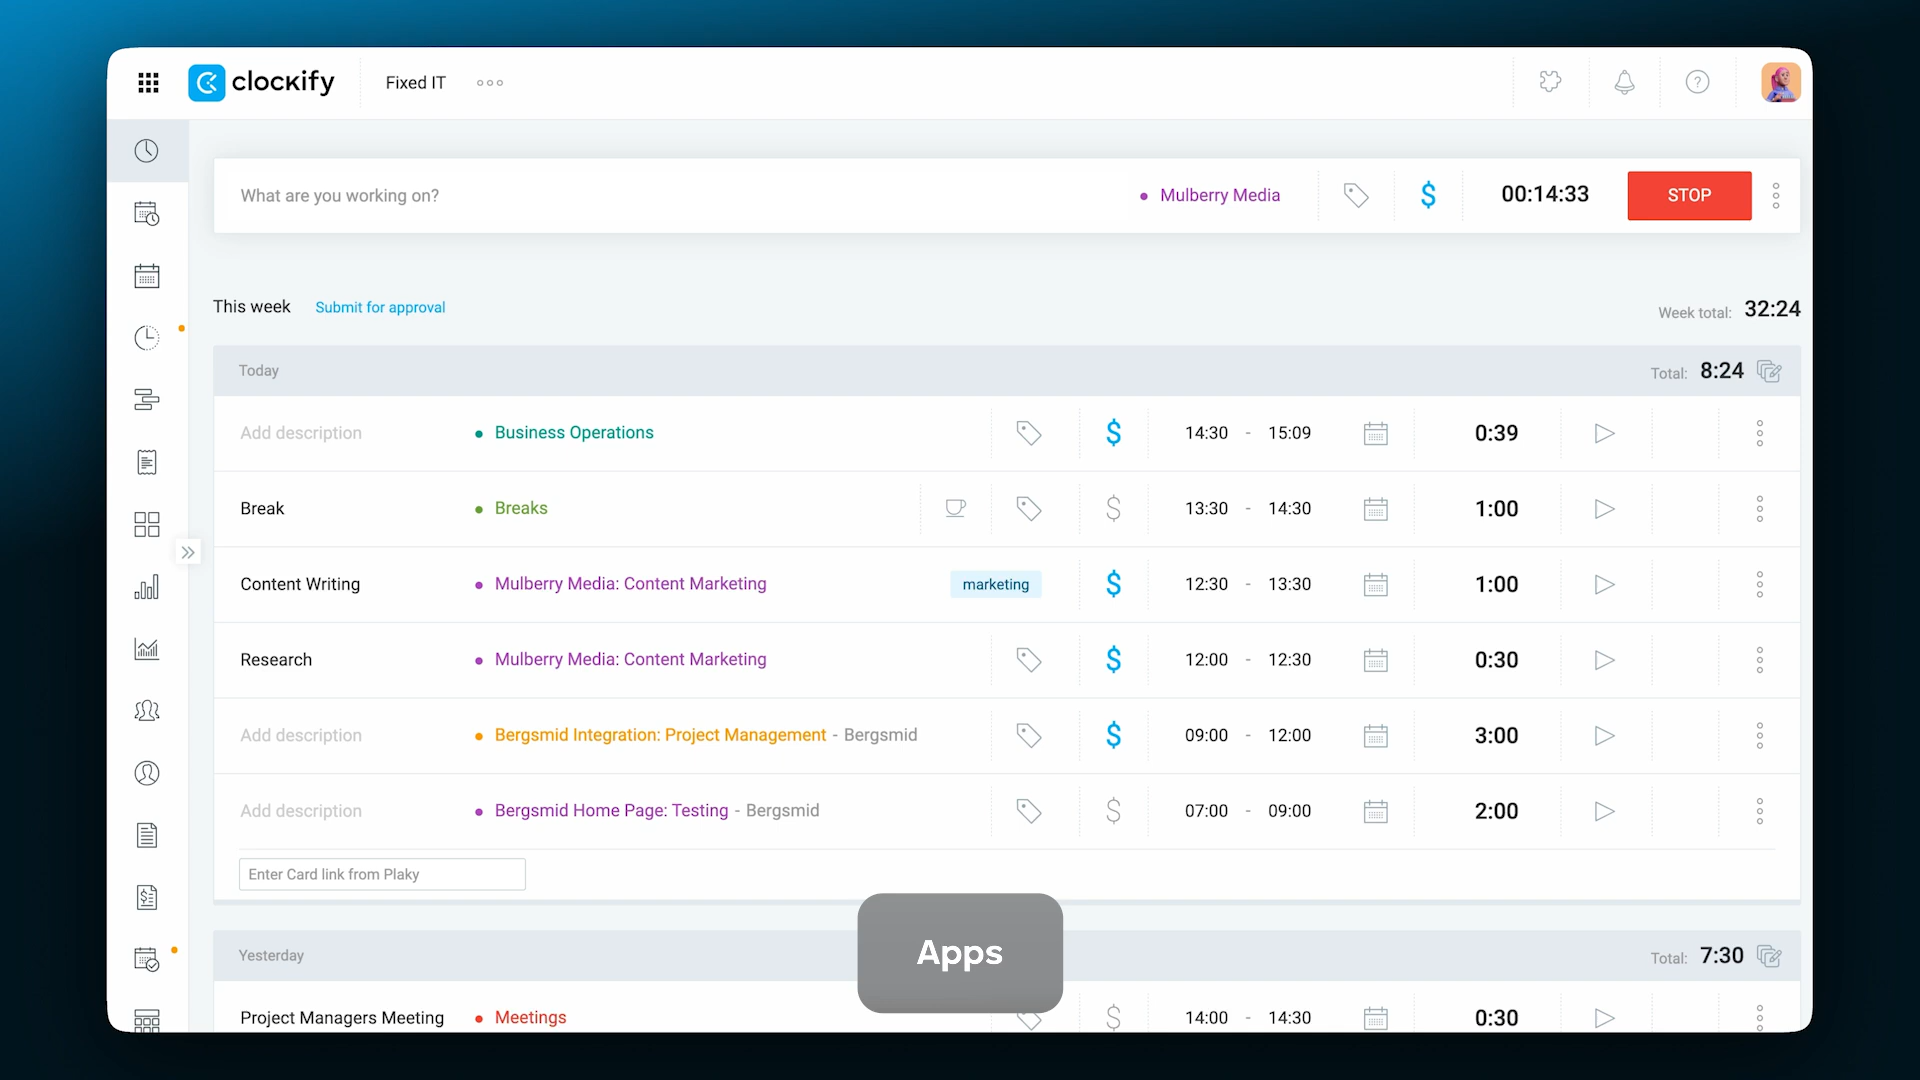 clockify Fixed IT
What are you working on? Mulberry Media 00:14:33 STOP
This week Submit for approval Week total: 32:24
Today Total: 8:24
Add description Business Operations $ 14:30 - 15:09 0:39
Break Breaks $ 13:30 - 14:30 1:00
Content Writing Mulberry Media: Content Marketing marketing $ 12:30 - 13:30 1:00
Research Mulberry Media: Content Marketing $ 12:00 - 12:30 0:30
Add description Bergsmid Integration: Project Management - Bergsmid $ 09:00 - 12:00 3:00
Add description Bergsmid Home Page: Testing - Bergsmid $ 07:00 - 09:00 2:00
Enter Card link from Plaky
Yesterday Total: 7:30
Apps
Project Managers Meeting Meetings $ 14:00 - 14:30 0:30